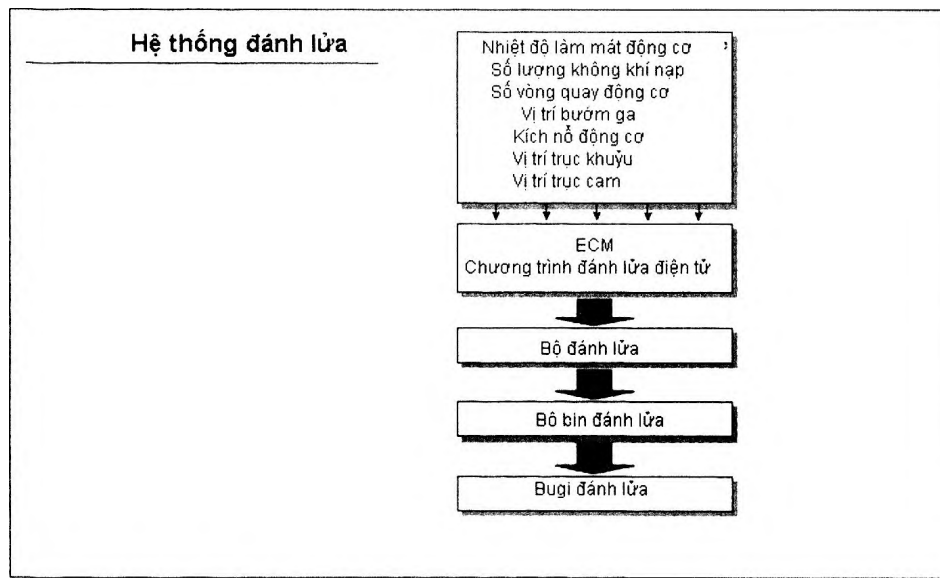 Hệ thống đánh lửa
Nhiệt độ làm mát động cơ
Số lượng không khí nạp
Số vòng quay động cơ
Vị trí bướm ga
Kích nổ động cơ
Vị trí trục khuỷu
Vị trí trục cam
ECM
Chương trình đánh lửa điện tử
Bộ đánh lửa
Bô bin đánh lửa
Bugi đánh lửa